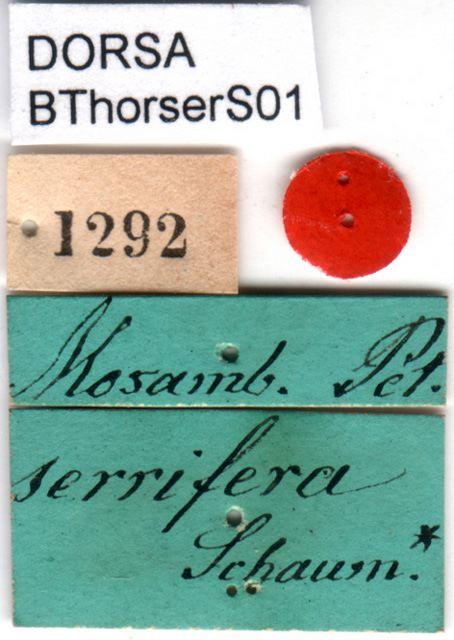 DORSA
BThorserS01
1292
Mosamb. Pet.
serrifera
Schaum.*